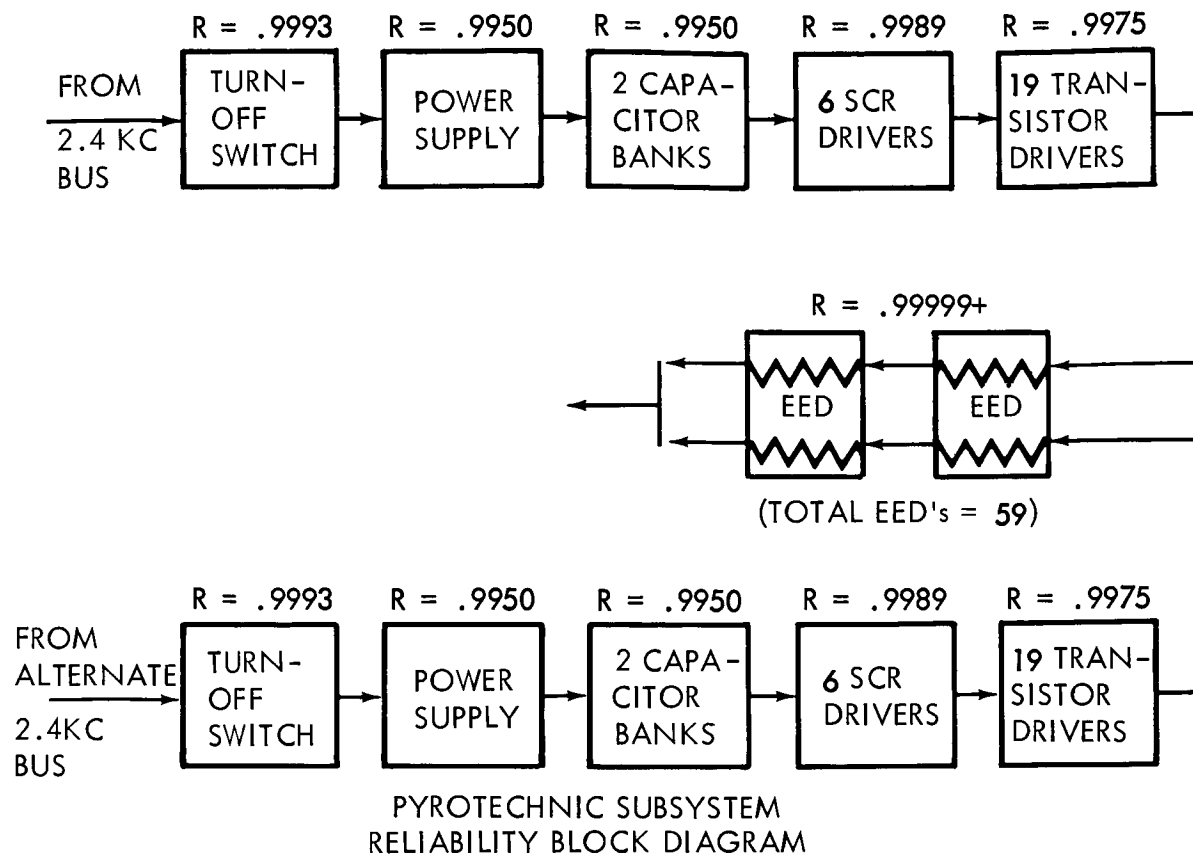 R = .9993
R = .9950
R = .9950
R = .9989
R = .9975
FROM
2.4 KC
BUS
TURN-
OFF
SWITCH
POWER
SUPPLY
2 CAPA-
CITOR
BANKS
6 SCR
DRIVERS
19 TRAN-
SISTOR
DRIVERS
R = .99999+
EED
EED
(TOTAL EED's = 59)
R = .9993
R = .9950
R = .9950
R = .9989
R = .9975
FROM
ALTERNATE
2.4KC
BUS
TURN-
OFF
SWITCH
POWER
SUPPLY
2 CAPA-
CITOR
BANKS
6 SCR
DRIVERS
19 TRAN-
SISTOR
DRIVERS
PYROTECHNIC SUBSYSTEM
RELIABILITY BLOCK DIAGRAM